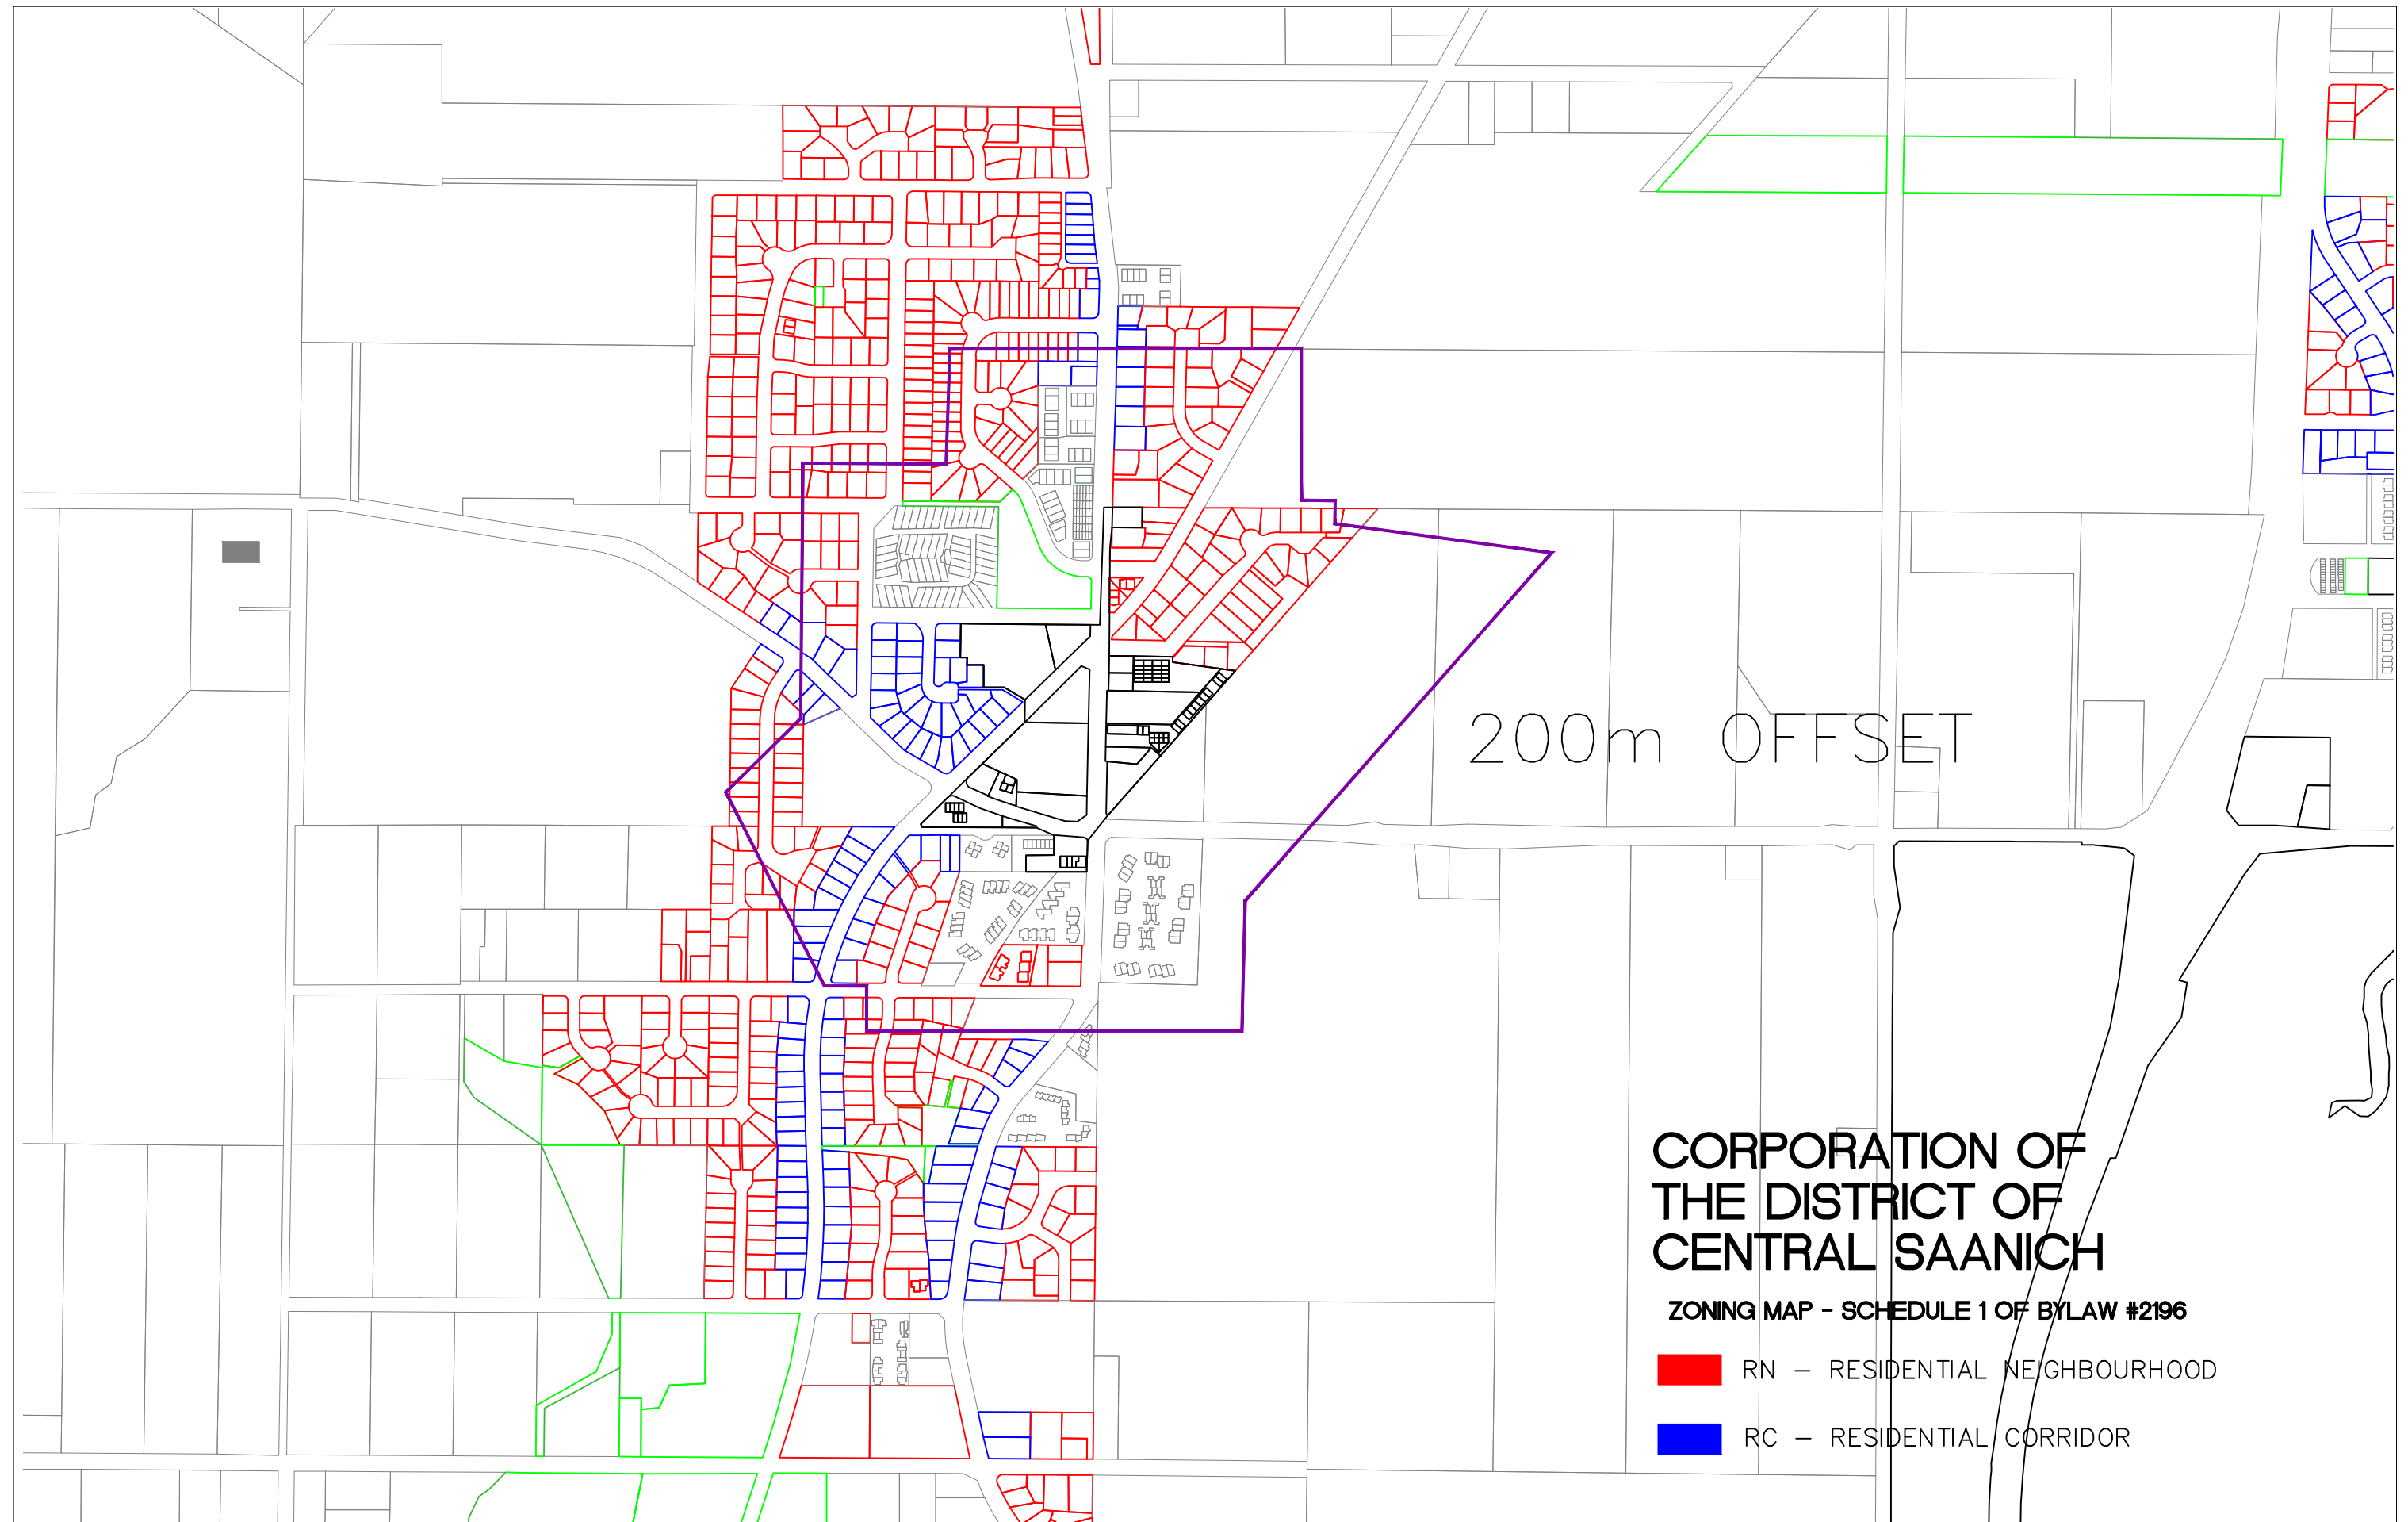 200m OFFSET
CORPORATION OF
THE DISTRICT OF
CENTRAL SAANICH
ZONING MAP - SCHEDULE 1 OF BYLAW #2196
RN - RESIDENTIAL NEIGHBOURHOOD
RC - RESIDENTIAL CORRIDOR